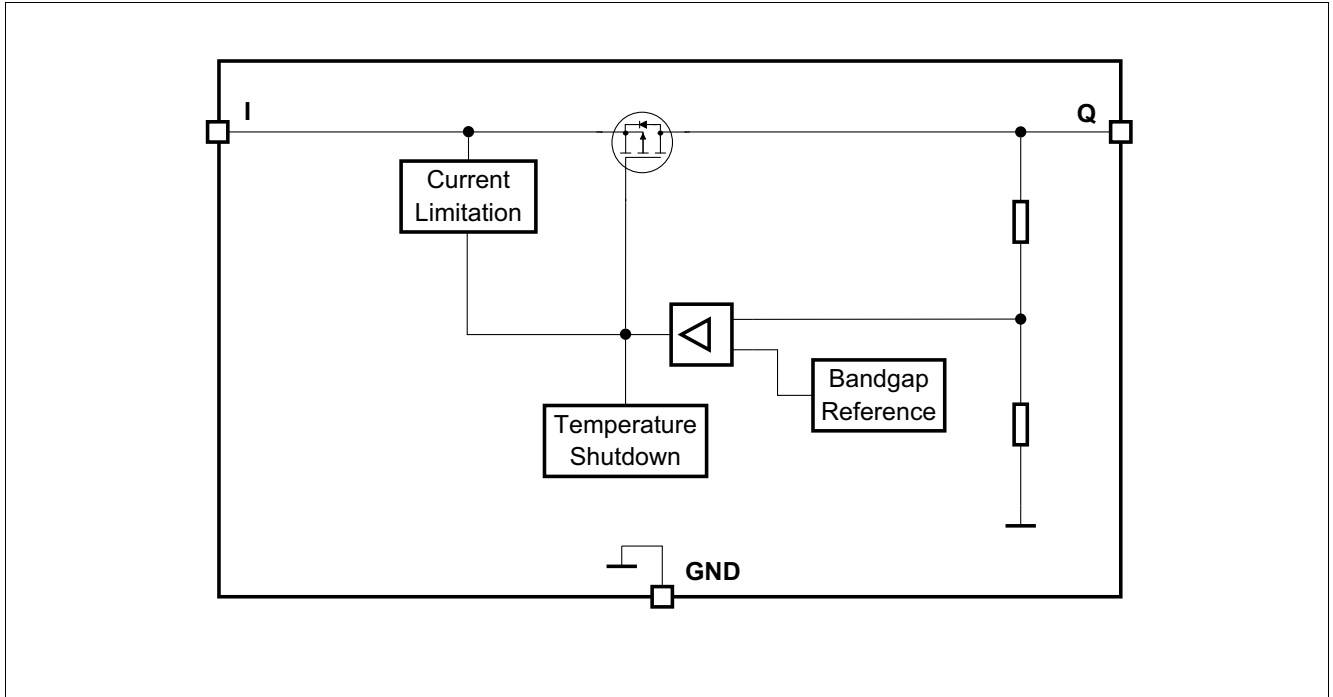 I
Q
Current
Limitation
Bandgap
Reference
Temperature
Shutdown
GND